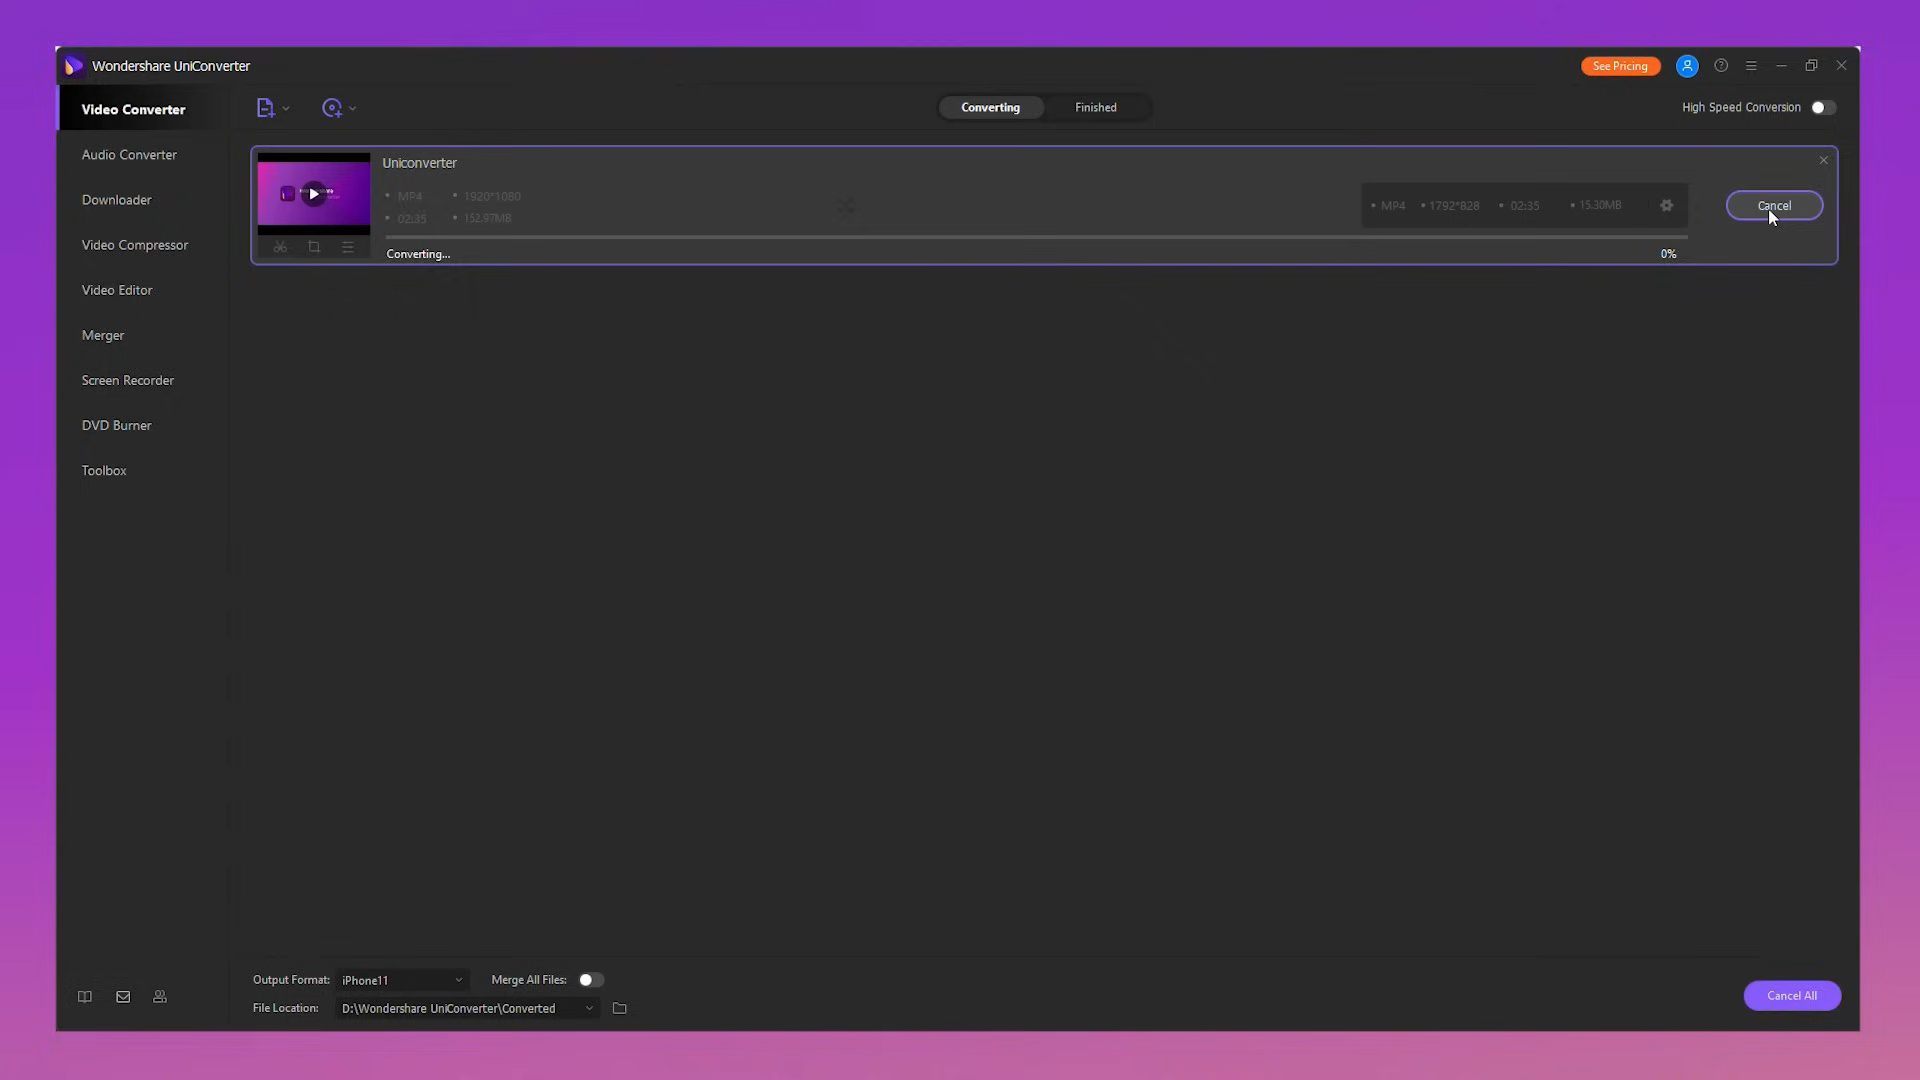 Wondershare UniConverter
See Pricing
Video Converter
Converting
Finished
High Speed Conversion
Audio Converter
Downloader
Video Compressor
Video Editor
Merger
Screen Recorder
DVD Burner
Toolbox
Uniconverter
• MP4 • 1920*1080
• 02:35 • 152.97MB
• MP4 • 1792*828 • 02:35 • 15.30MB
Cancel
Converting... 0%
Output Format: iPhone11 Merge All Files:
File Location: D:\Wondershare UniConverter\Converted
Cancel All